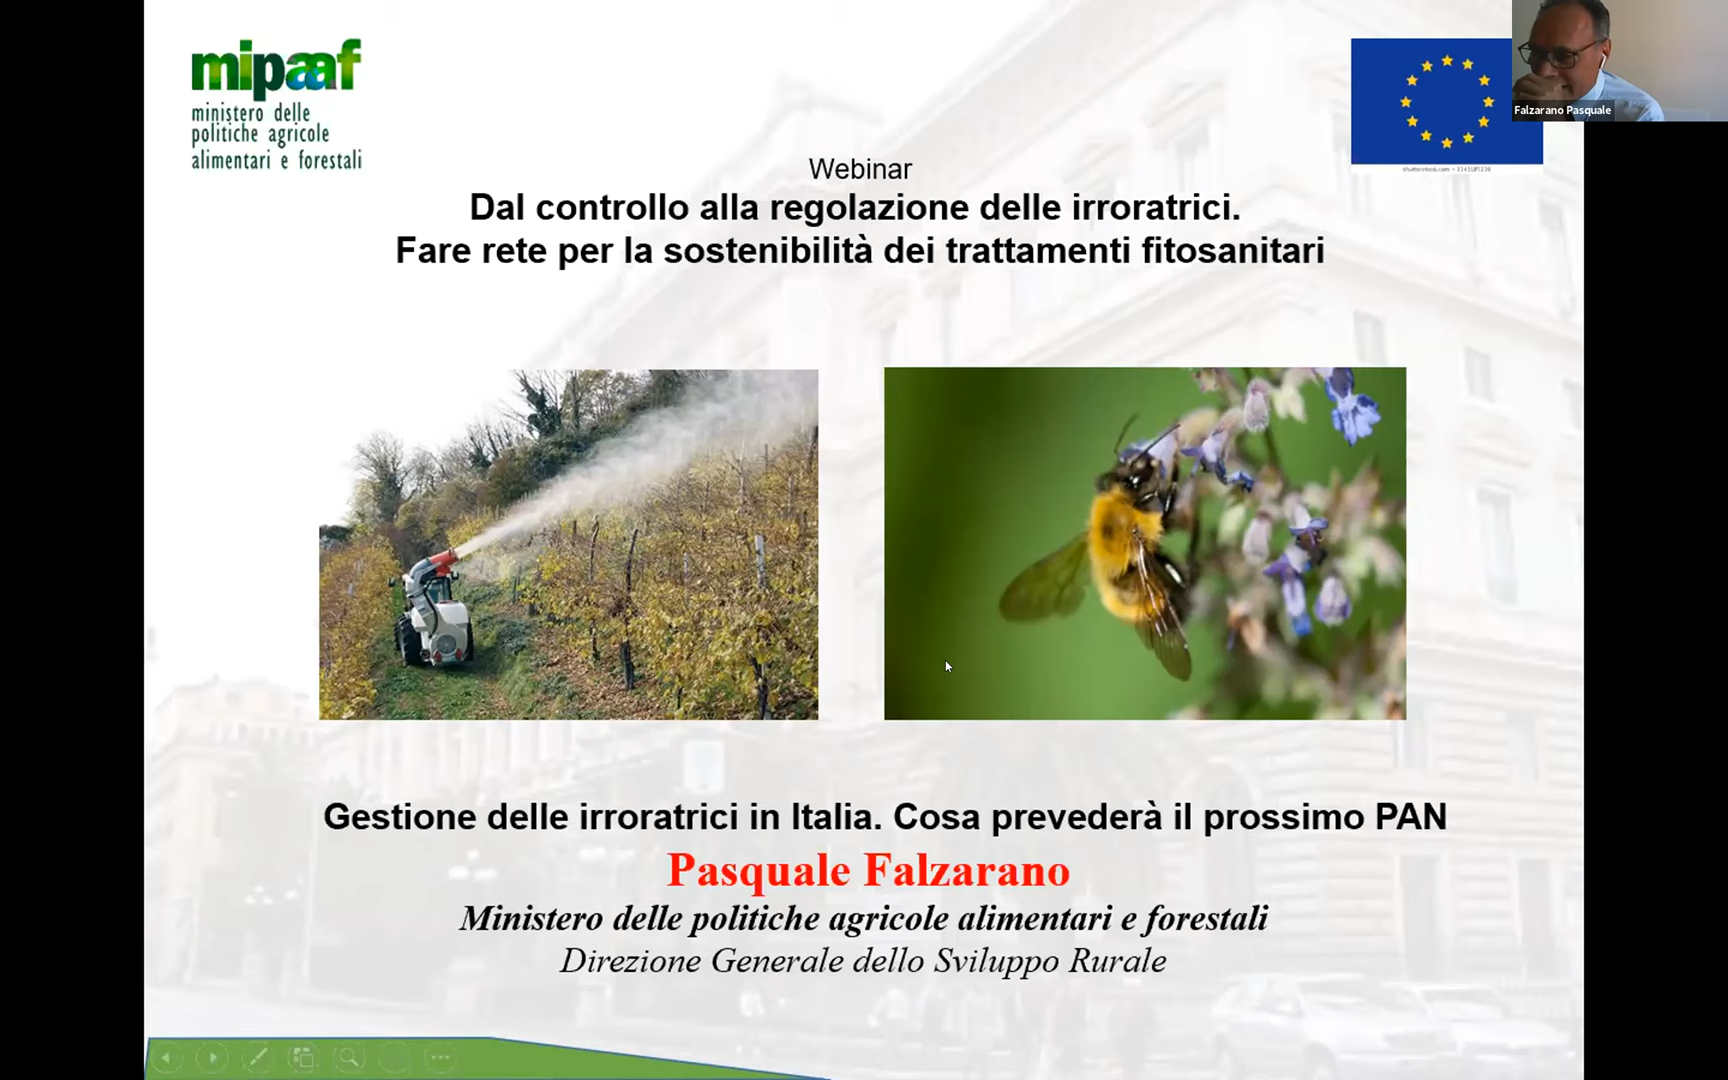 mipaaf
ministero delle
politiche agricole
alimentari e forestali
Falzarano Pasquale
Webinar
Dal controllo alla regolazione delle irroratrici.
Fare rete per la sostenibilità dei trattamenti fitosanitari
Gestione delle irroratrici in Italia. Cosa prevederà il prossimo PAN
Pasquale Falzarano
Ministero delle politiche agricole alimentari e forestali
Direzione Generale dello Sviluppo Rurale